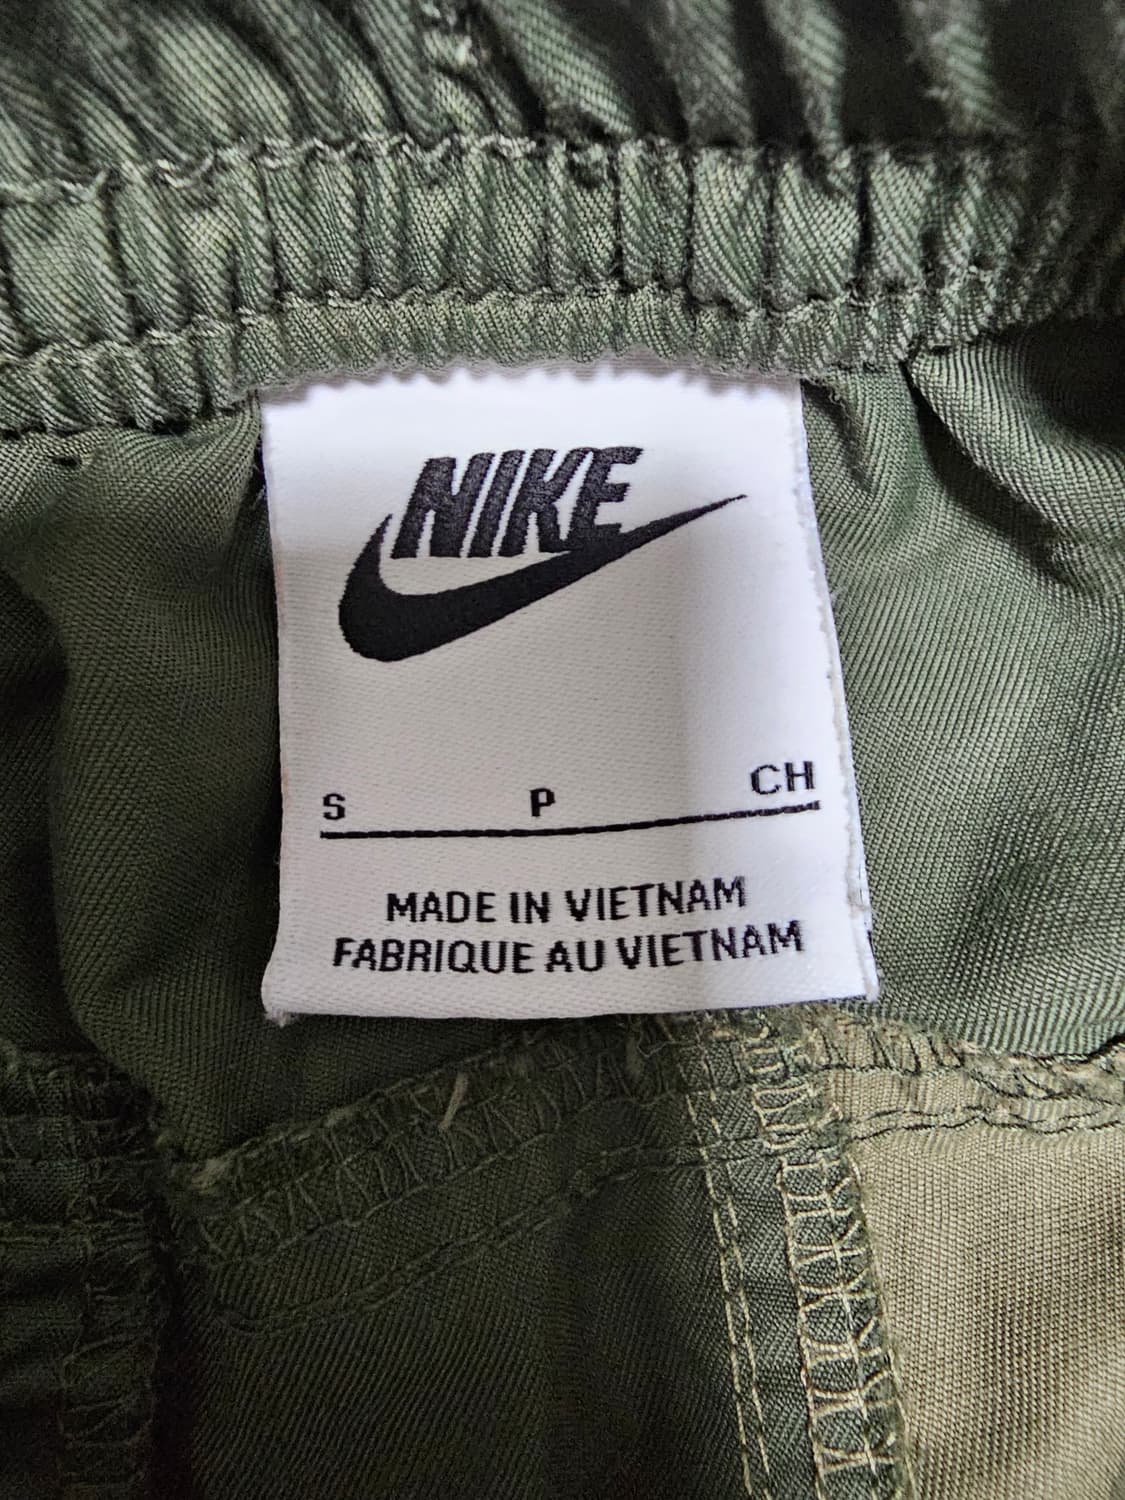 NIKE
S P CH
MADE IN VIETNAM
FABRIQUE AU VIETNAM